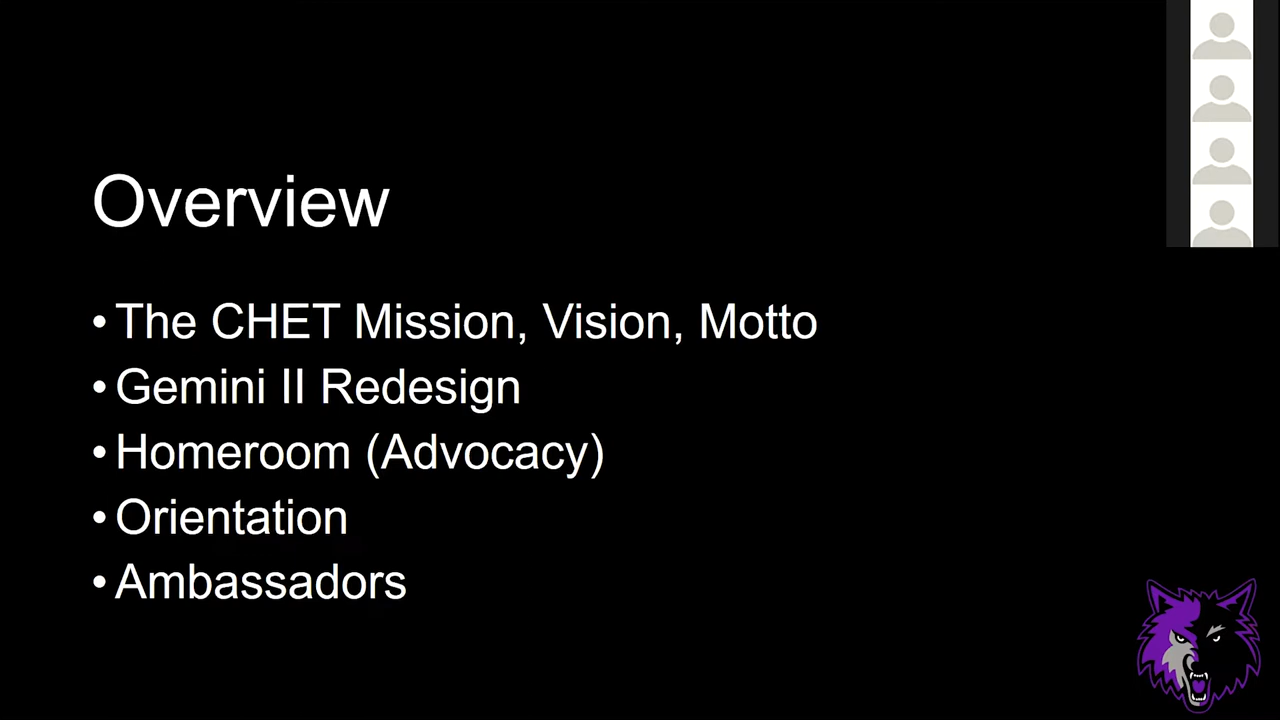 Overview
• The CHET Mission, Vision, Motto
• Gemini II Redesign
• Homeroom (Advocacy)
• Orientation
• Ambassadors